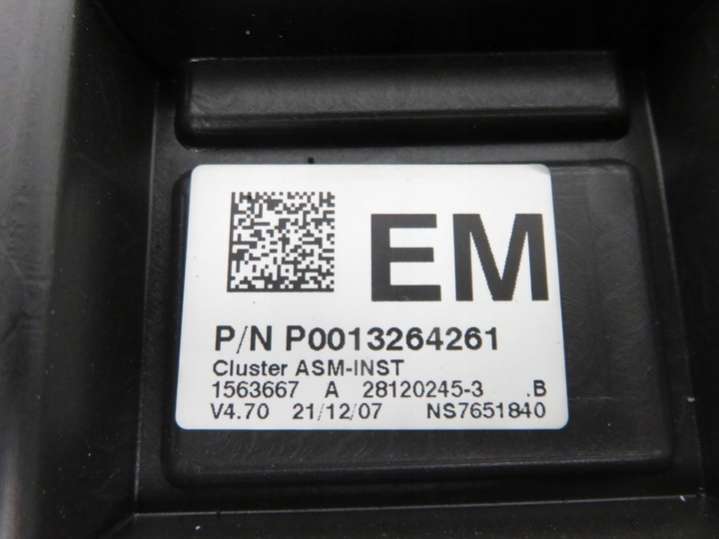 EM
P/N P0013264261
Cluster ASM-INST
1563667 A 28120245-3 .B
V4.70 21/12/07 NS7651840